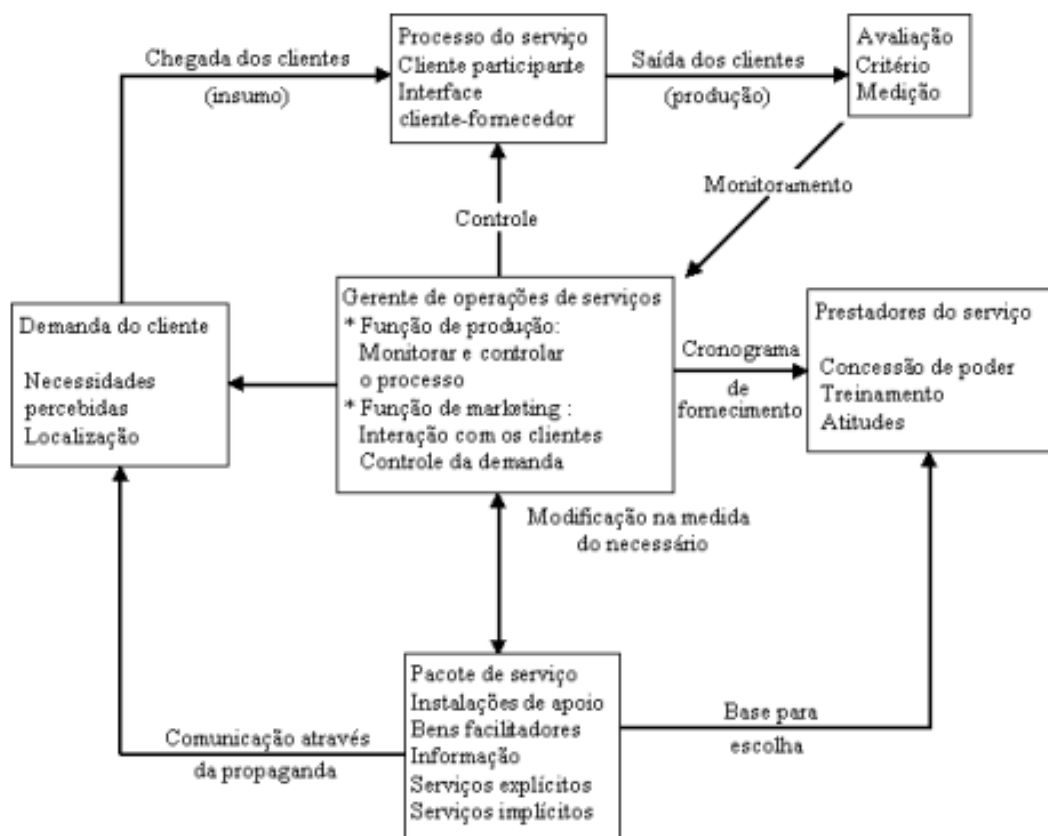 Chegada dos clientes
(insumo)
Processo do serviço
Cliente participante
Interface
cliente-fornecedor
Saída dos clientes
(produção)
Avaliação
Critério
Medição
Monitoramento
Controle
Demanda do cliente
Necessidades
percebidas
Localização
Gerente de operações de serviços
* Função de produção:
Monitorar e controlar
o processo
* Função de marketing :
Interação com os clientes
Controle da demanda
Cronograma
de
fornecimento
Prestadores do serviço
Concessão de poder
Treinamento
Atitudes
Modificação na medida
do necessário
Comunicação através
da propaganda
Pacote de serviço
Instalações de apoio
Bens facilitadores
Informação
Serviços explícitos
Serviços implícitos
Base para
escolha